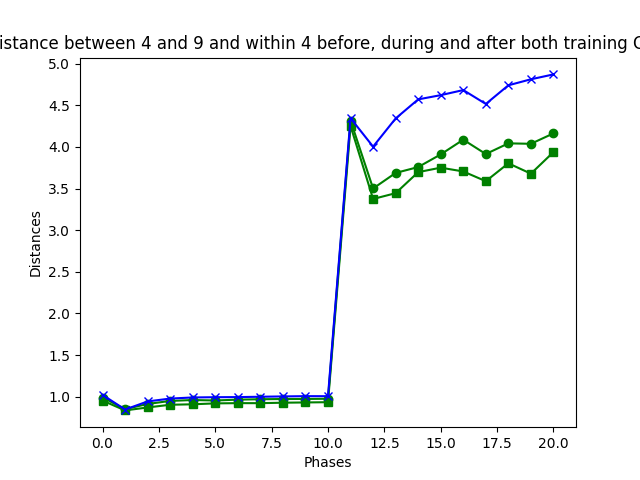 istance between 4 and 9 and within 4 before, during and after both training
5.0
4.5
4.0
3.5
3.0
2.5
2.0
1.5
1.0
Distances
0.0 2.5 5.0 7.5 10.0 12.5 15.0 17.5 20.0
Phases